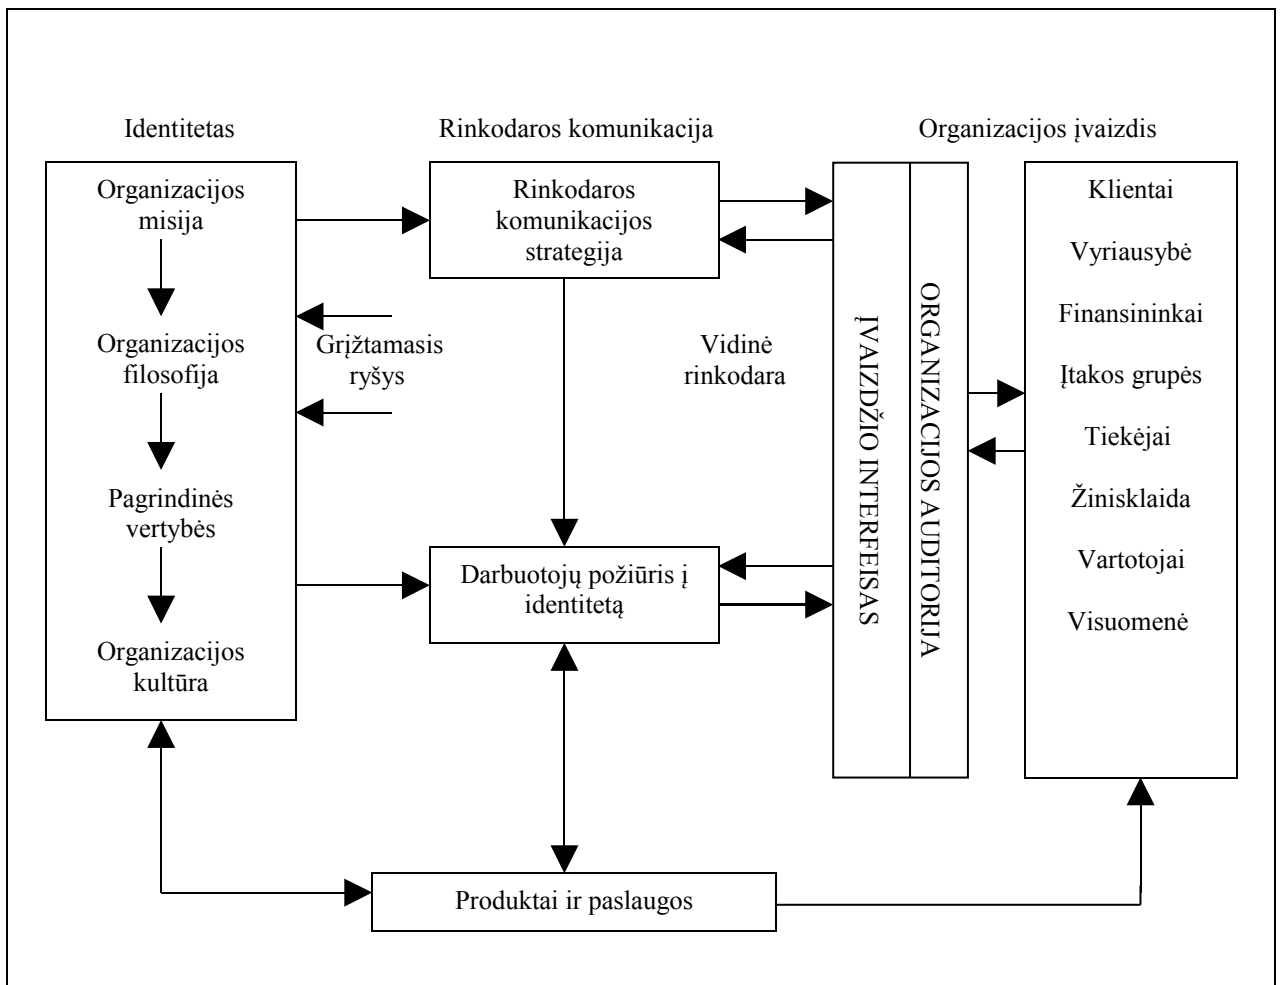 Identitetas
Rinkodaros komunikacija
Organizacijos įvaizdis
Organizacijos
misija
Organizacijos
filosofija
Pagrindinės
vertybės
Organizacijos
kultūra
Grįžtamasis
ryšys
Rinkodaros
komunikacijos
strategija
Vidinė
rinkodara
Darbuotojų požiūris į
identitetą
Produktai ir paslaugos
ĮVAIZDŽIO INTERFEISAS
ORGANIZACIJOS AUDITORIJA
Klientai
Vyriausybė
Finansininkai
Įtakos grupės
Tiekėjai
Žinisklaida
Vartotojai
Visuomenė